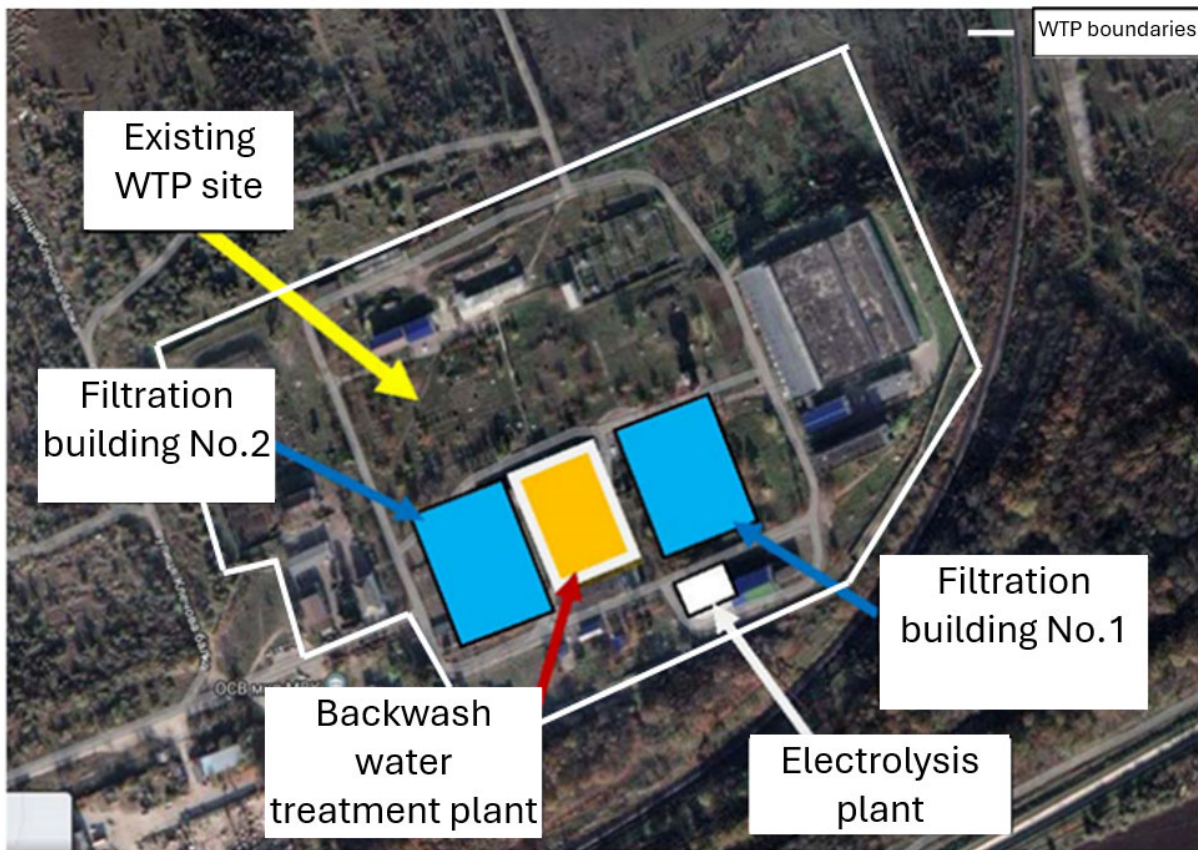 WTP boundaries
Existing
WTP site
Filtration
building No.2
Filtration
building No.1
Backwash
water
treatment plant
Electrolysis
plant
ОСВ